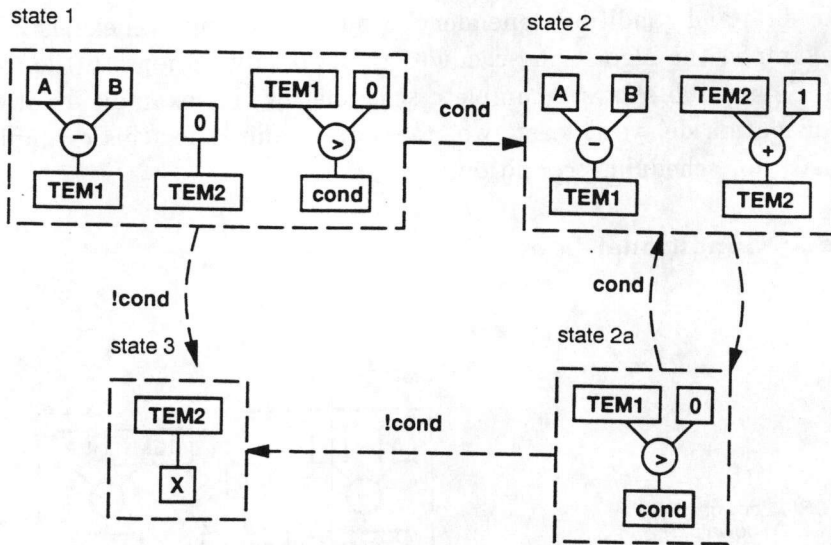 state 1
state 2
A B TEM1 0
0
- >
TEM1 TEM2 cond
cond
A B TEM2 1
- +
TEM1 TEM2
!cond
cond
state 3
state 2a
TEM2
X
!cond
TEM1 0
>
cond